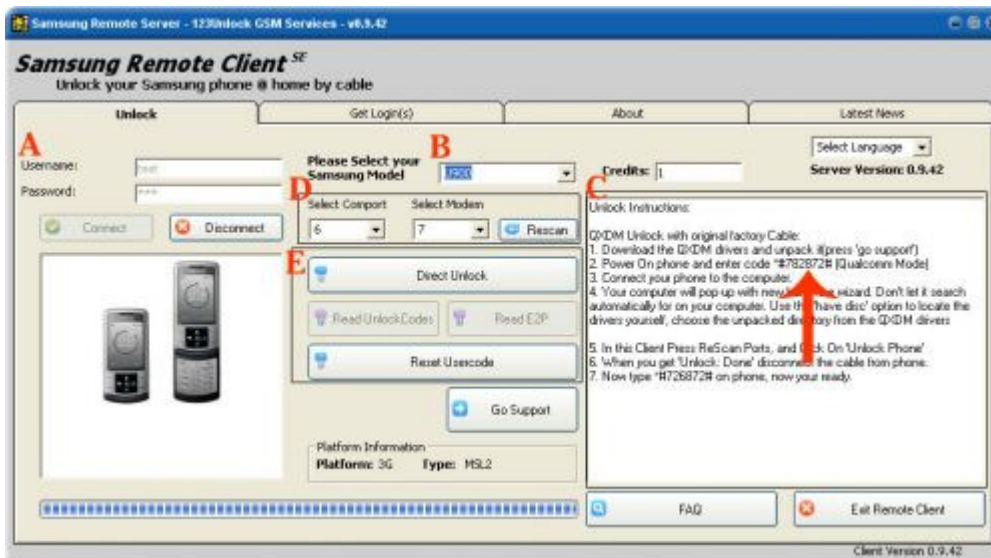 Samsung Remote Server - 123Unlock GSM Services - v0.9.42
Samsung Remote Client SE
Unlock your Samsung phone @ home by cable
Unlock
Get Login(s)
About
Latest News
A
Username:
test
Password:
***
Connect
Disconnect
B
Please Select your
Samsung Model
U900
Credits: 1
Select Language
Server Version: 0.9.42
D
Select Comport
Select Modem
6
7
Rescan
E
Direct Unlock
Read UnlockCodes
Read E2P
Reset Usercode
Go Support
Platform Information
Platform: 3G Type: MSL2
C
Unlock Instructions:
QXDM Unlock with original factory Cable:
1. Download the QXDM drivers and unpack it(press 'go support')
2. Power On phone and enter code *#782872# (Qualcomm Mode)
3. Connect your phone to the computer.
4. Your computer will pop-up with new wizard. Don't let it search
automatically for on your computer. Use the 'have disc' option to locate the
drivers yourself, choose the unpacked directory from the QXDM drivers
5. In this Client Press ReScan Ports, and Click On 'Unlock Phone'
6. When you get 'Unlock: Done' disconnect the cable from phone.
7. Now type *#726872# on phone, now your ready.
FAQ
Exit Remote Client
Client Version 0.9.42